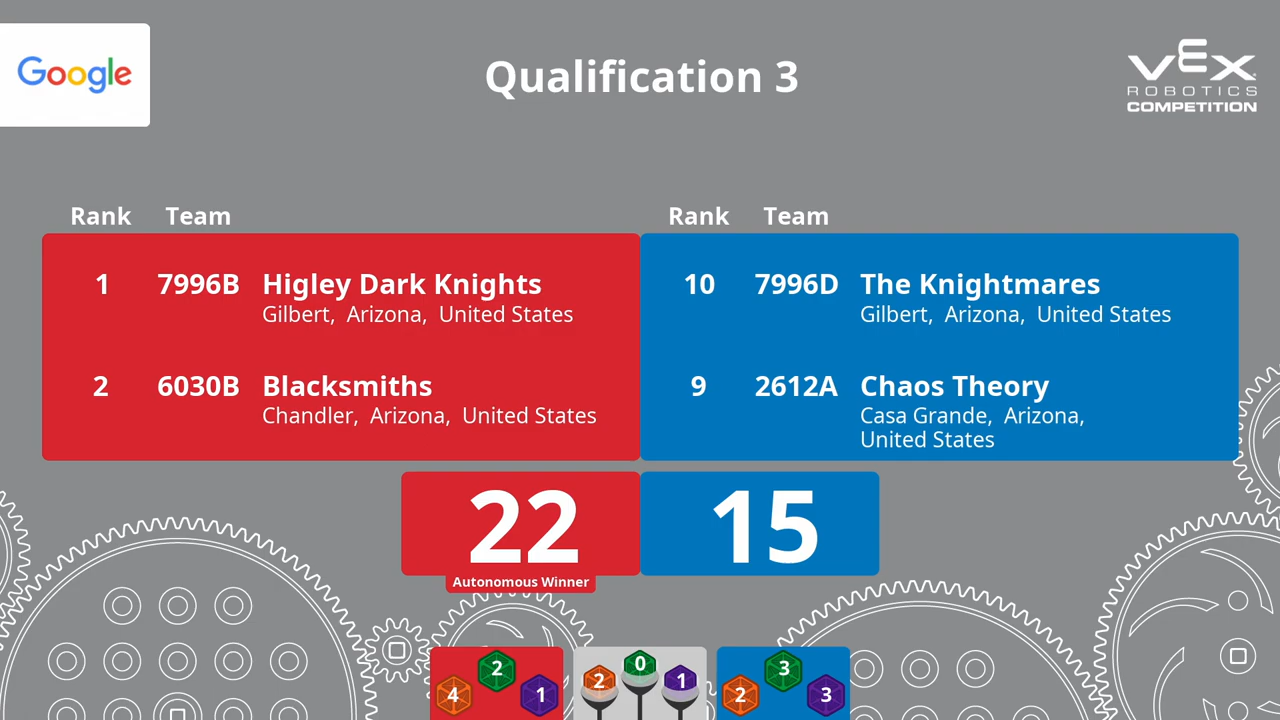 Google
Qualification 3
VEX
ROBOTICS
COMPETITION
Rank Team
Rank Team
1 7996B Higley Dark Knights
Gilbert, Arizona, United States
2 6030B Blacksmiths
Chandler, Arizona, United States
10 7996D The Knightmares
Gilbert, Arizona, United States
9 2612A Chaos Theory
Casa Grande, Arizona,
United States
22 15
Autonomous Winner
2
4 1
0
2 1
3
2 3